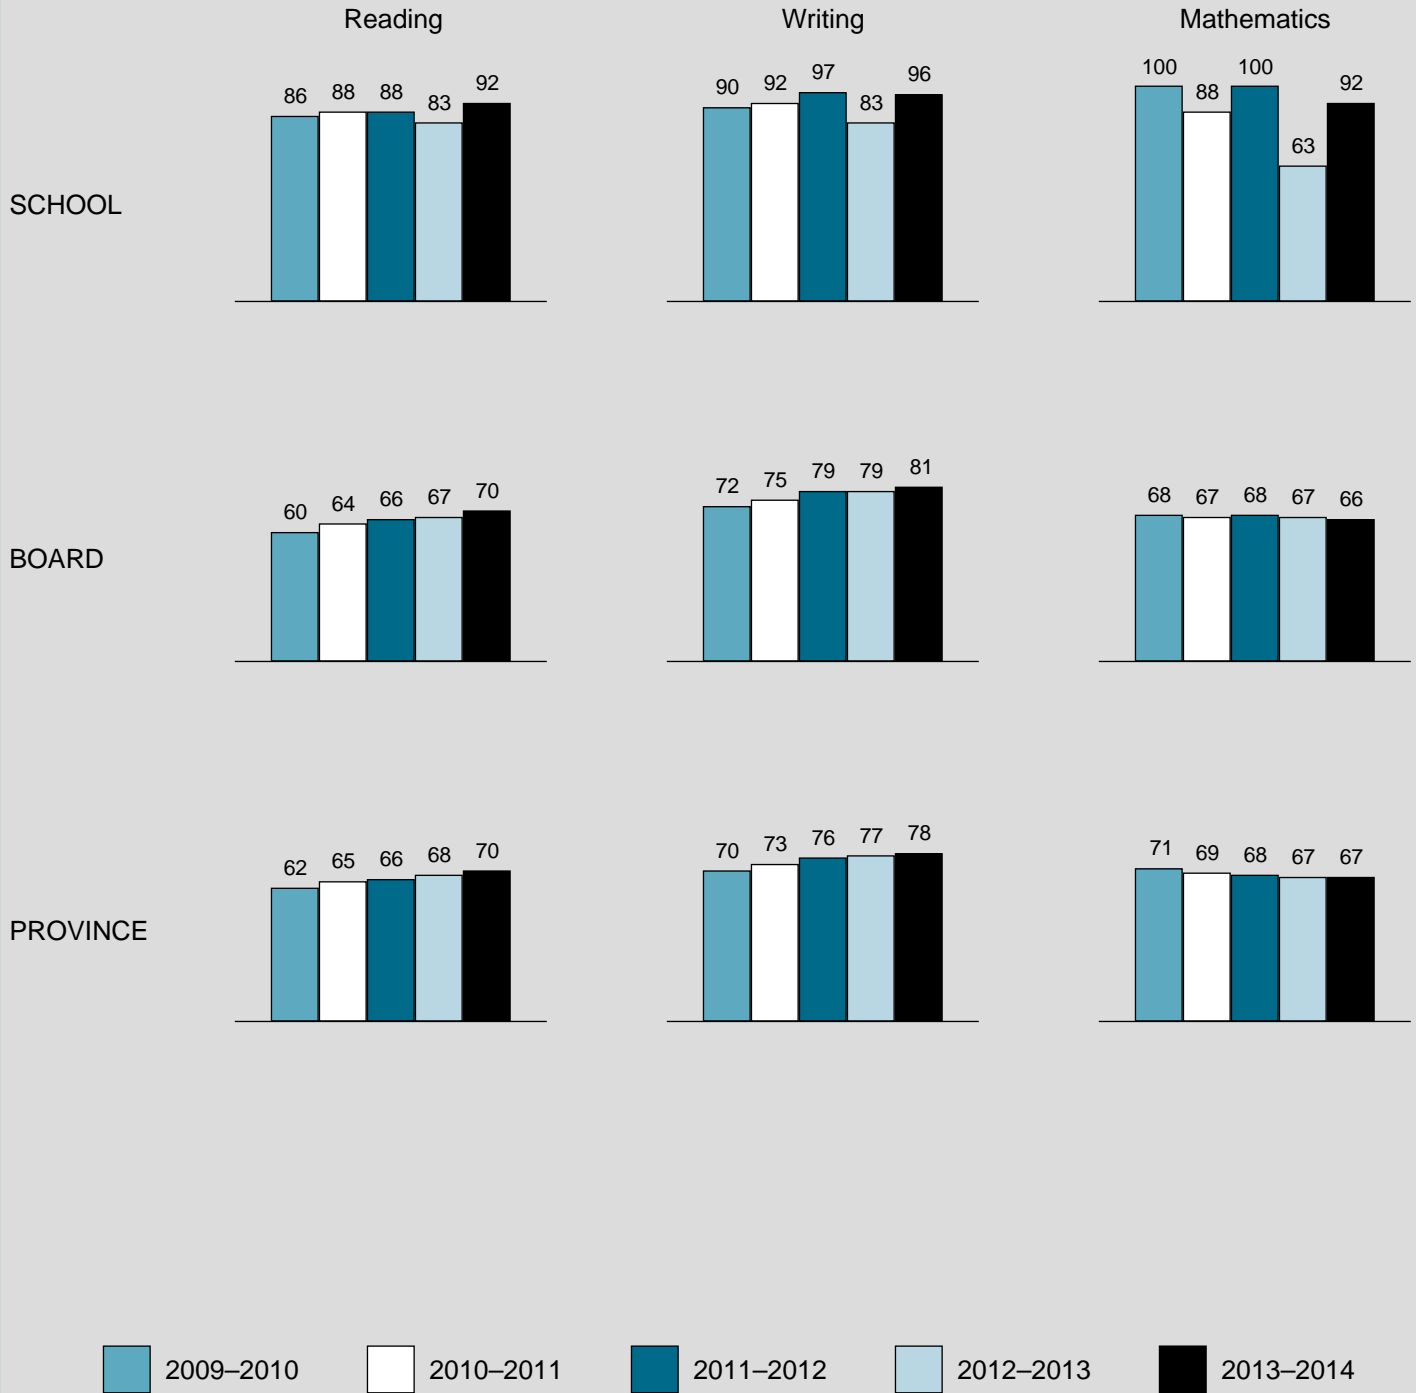 Reading Writing Mathematics
86 88 88 83 92 90 92 97 83 96 100 88 100 63 92
SCHOOL
60 64 66 67 70 72 75 79 79 81 68 67 68 67 66
BOARD
62 65 66 68 70 70 73 76 77 78 71 69 68 67 67
PROVINCE
2009–2010 2010–2011 2011–2012 2012–2013 2013–2014